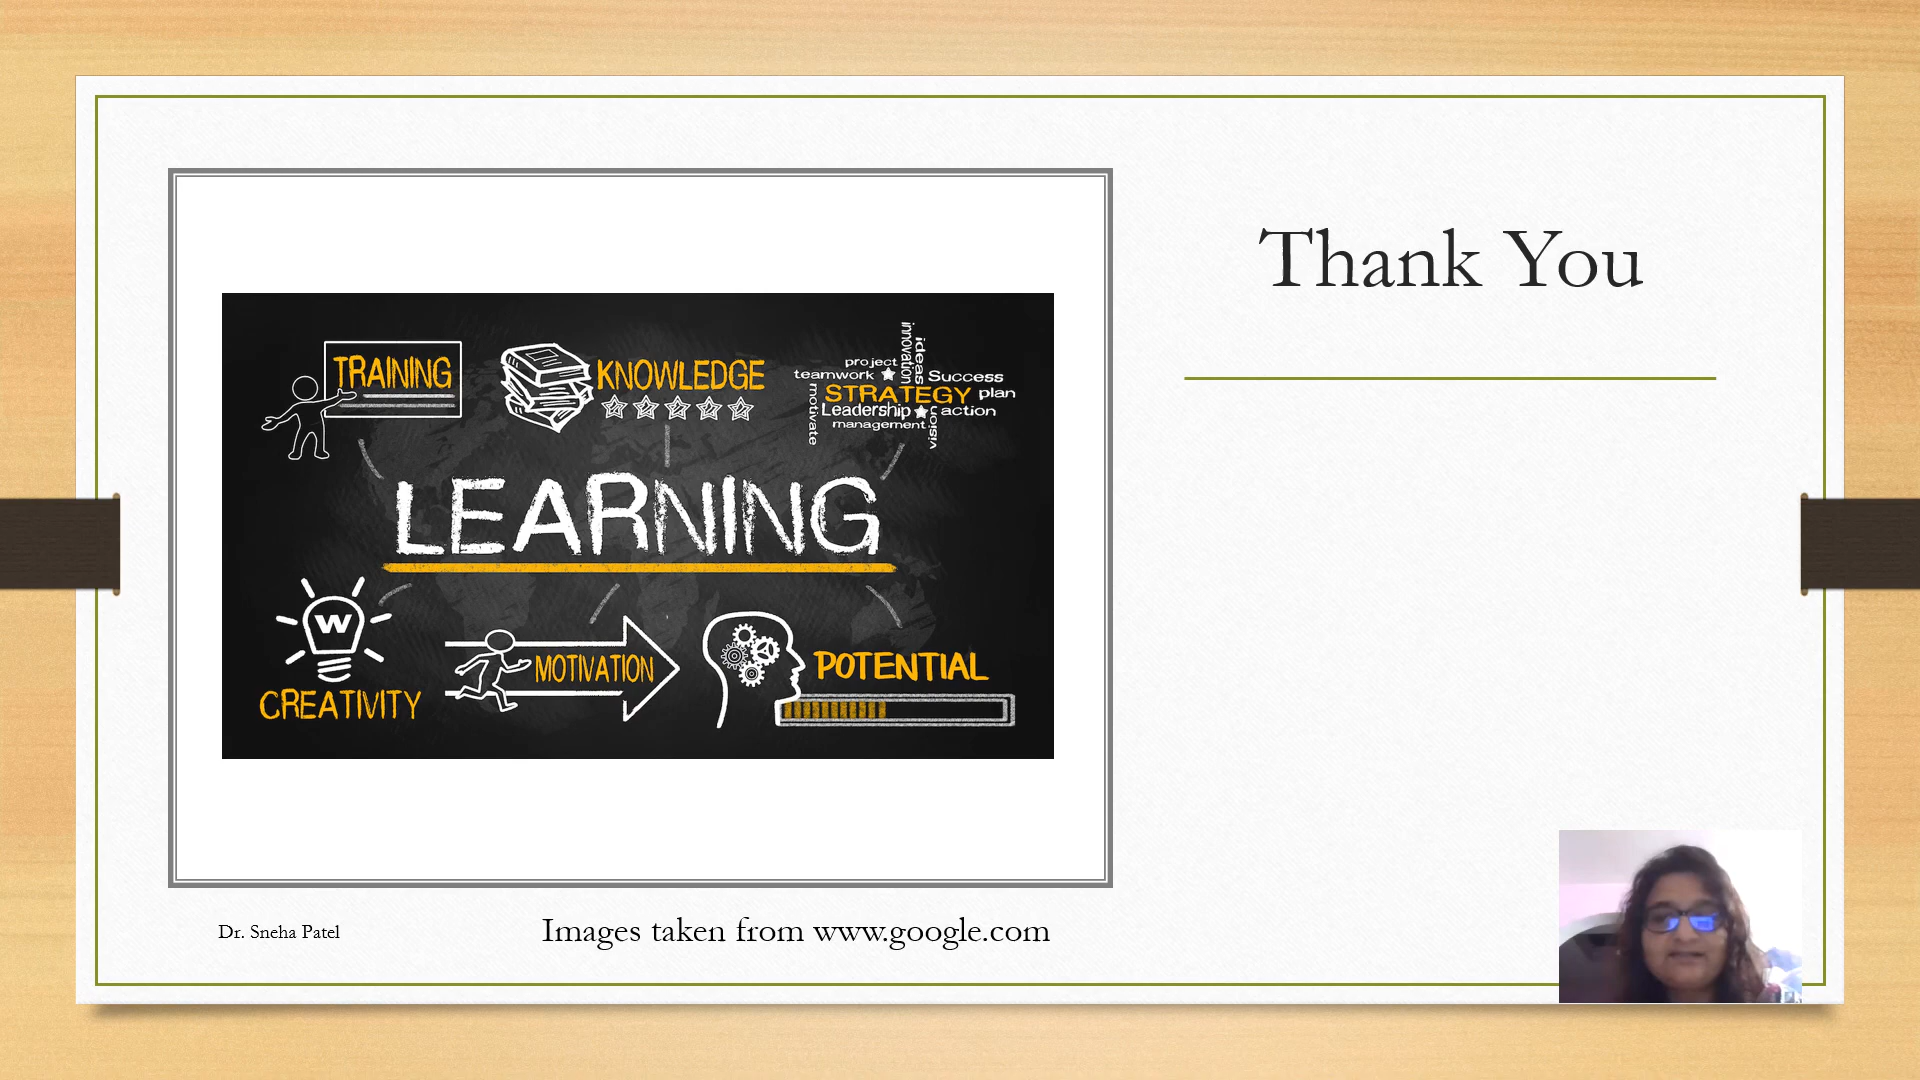 Thank You
TRAINING
KNOWLEDGE
innovation
ideas
project
teamwork
Success
STRATEGY plan
motivate
Leadership
action
vision
management
LEARNING
W
CREATIVITY
MOTIVATION
POTENTIAL
Dr. Sneha Patel
Images taken from www.google.com